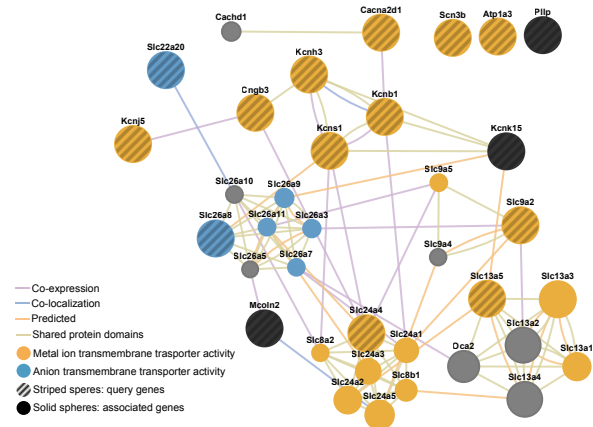 Cachd1
Cacna2d1
Scn3b
Atp1a3
Pllp
Slc22a20
Kcnh3
Cngb3
Kcnb1
Kcnj5
Kcns1
Kcnk15
Slc9a5
Slc26a10
Slc26a9
Slc26a8
Slc26a11
Slc26a3
Slc9a2
Slc26a5
Slc26a7
Slc9a4
Slc13a5
Slc13a3
Mcoln2
Slc24a4
Slc13a2
Slc8a2
Slc24a1
Oca2
Slc13a1
Slc24a3
Slc8b1
Slc13a4
Slc24a2
Slc24a5
Co-expression
Co-localization
Predicted
Shared protein domains
Metal ion transmembrane transporter activity
Anion transmembrane transporter activity
Striped speres: query genes
Solid spheres: associated genes